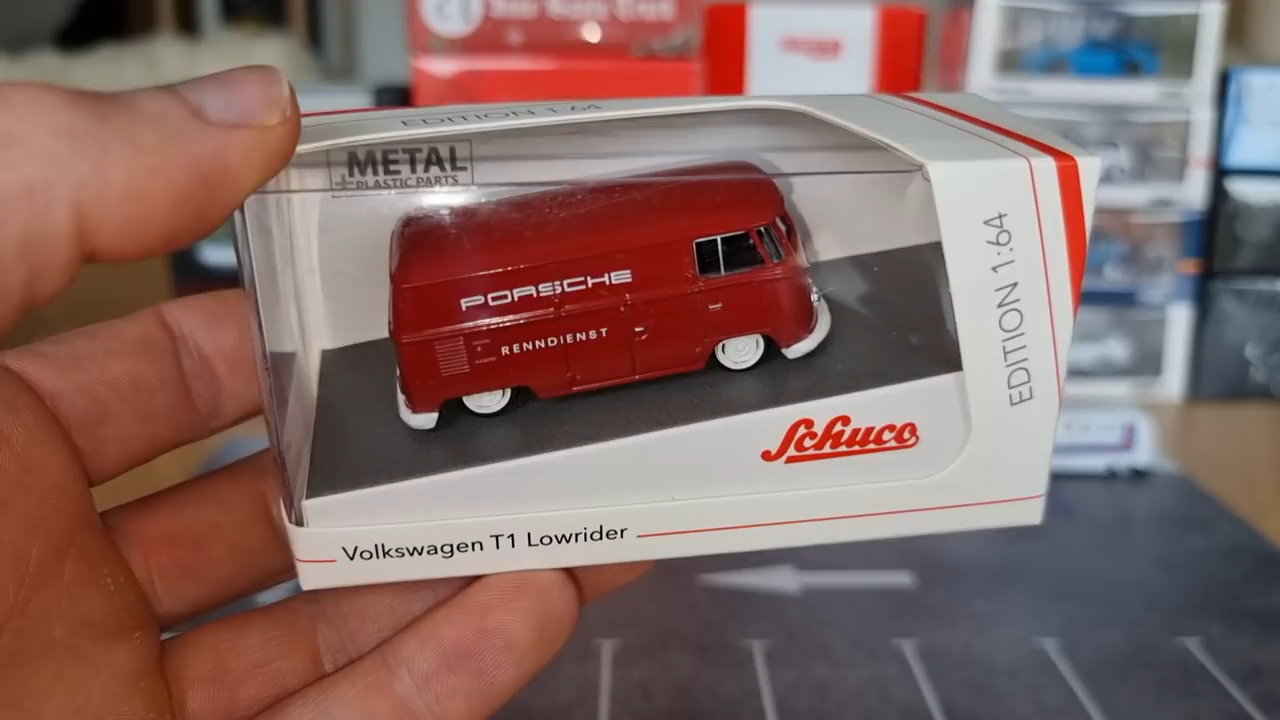 EDITION 1:64
METAL
+PLASTIC PARTS
PORSCHE
RENNDIENST
EDITION 1:64
Schuco
Volkswagen T1 Lowrider